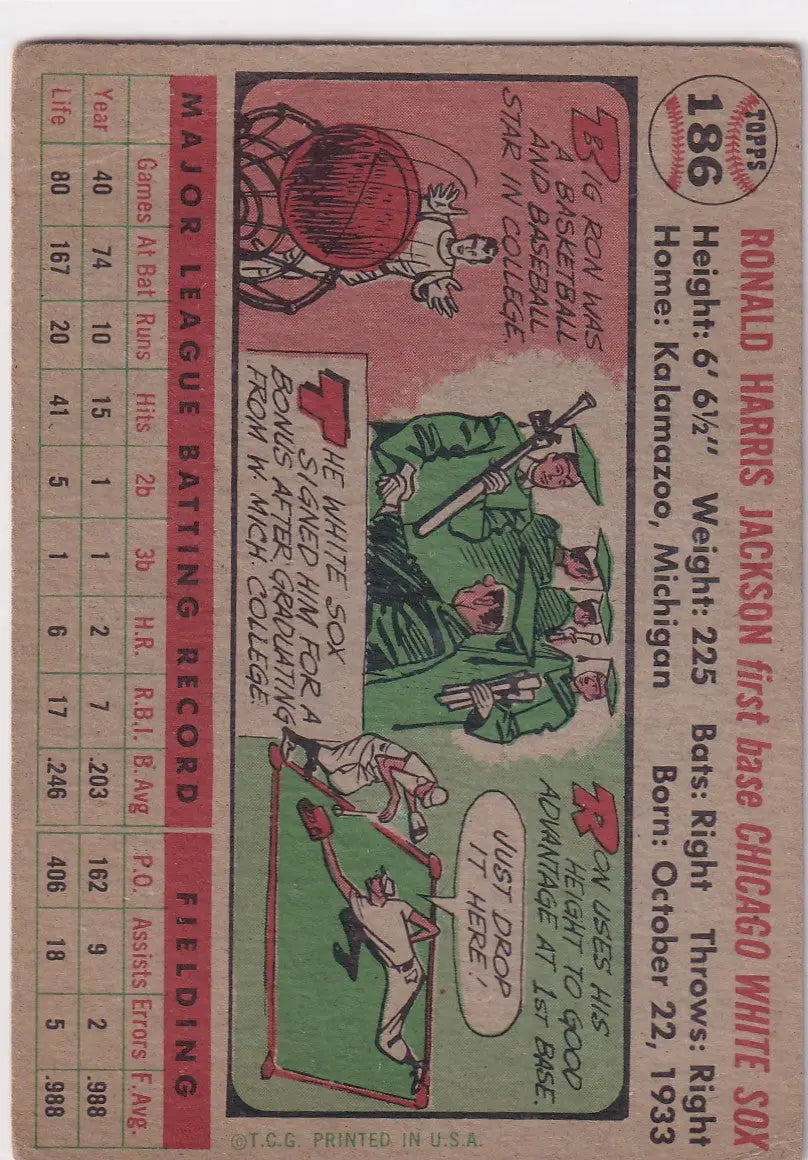 TOPPS
186
RONALD HARRIS JACKSON first base CHICAGO WHITE SOX
Height: 6' 6½" Weight: 225 Bats: Right Throws: Right
Home: Kalamazoo, Michigan Born: October 22, 1933
BIG RON WAS
A BASKETBALL
AND BASEBALL
STAR IN COLLEGE.
THE WHITE SOX
SIGNED HIM FOR A
BONUS AFTER GRADUATING
FROM W. MICH. COLLEGE.
RON USES HIS
HEIGHT TO GOOD
ADVANTAGE AT 1ST BASE.
JUST DROP
IT HERE!
MAJOR LEAGUE BATTING RECORD FIELDING
Games At Bat Runs Hits 2b 3b H.R. R.B.I. B. Avg P.O. Assists Errors F. Avg.
Year 40 74 10 15 1 1 2 7 .203 162 9 2 .988
Life 80 167 20 41 5 1 6 17 .246 406 18 5 .988
©T.C.G. PRINTED IN U.S.A.